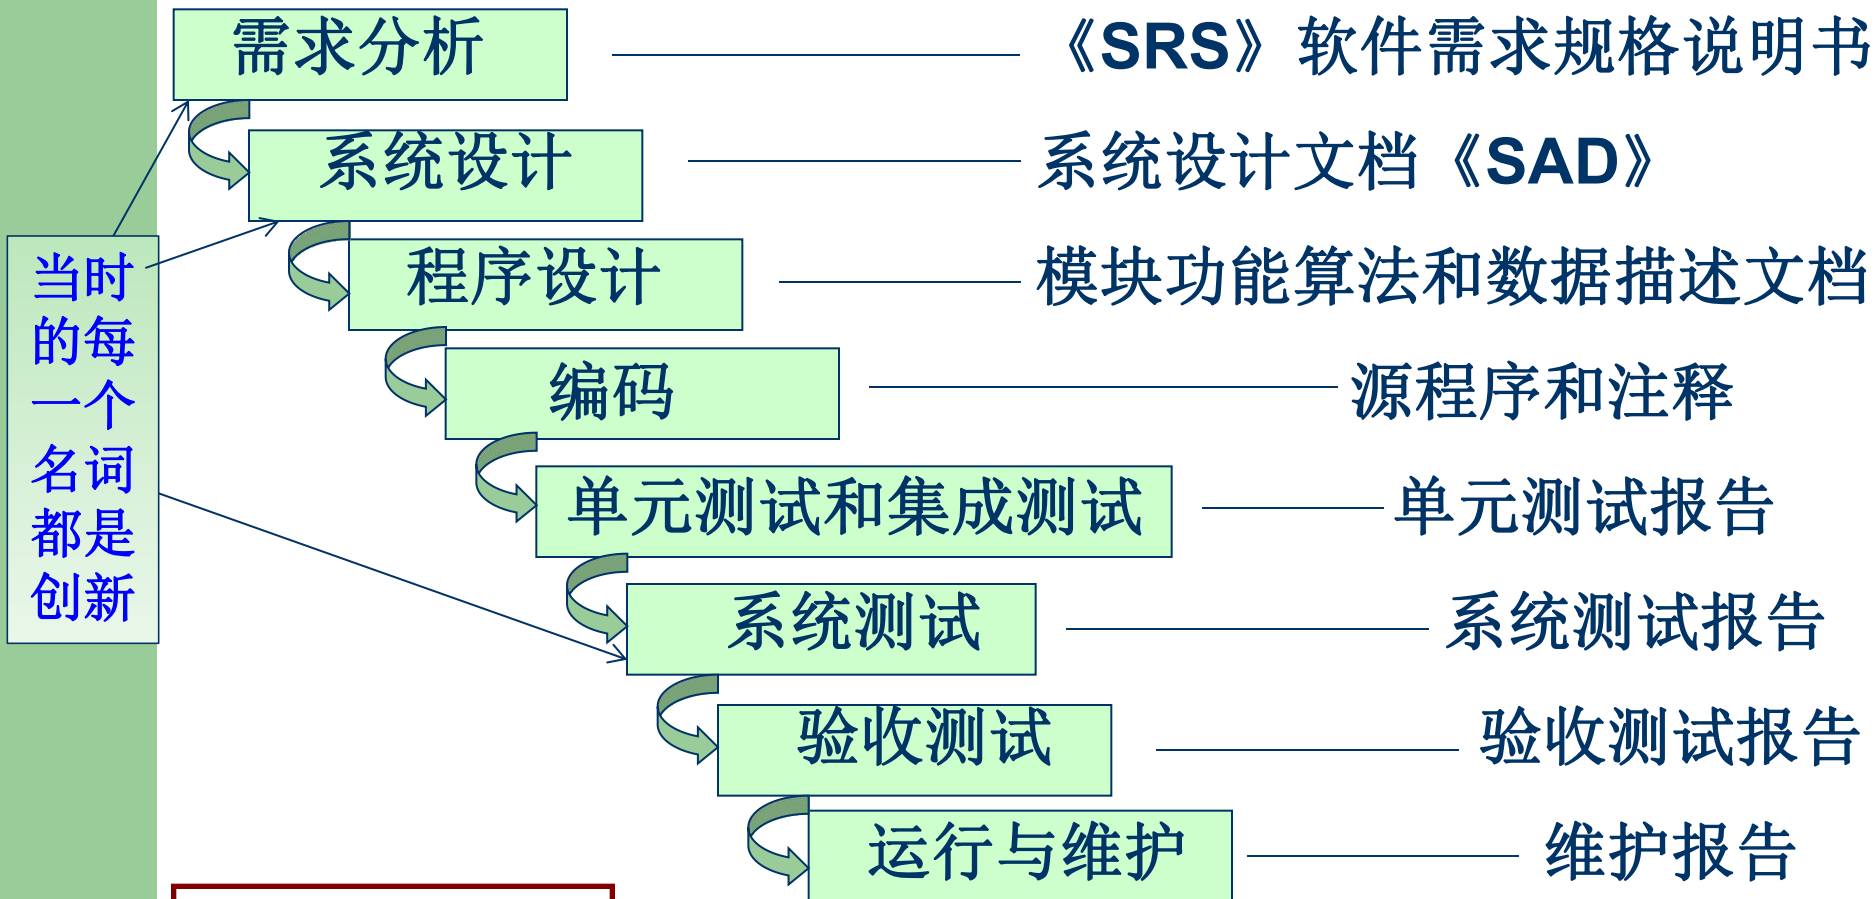 需求分析
《SRS》软件需求规格说明书
系统设计
系统设计文档《SAD》
程序设计
模块功能算法和数据描述文档
编码
源程序和注释
单元测试和集成测试
单元测试报告
系统测试
系统测试报告
验收测试
验收测试报告
运行与维护
维护报告
当时
的每
一个
名词
都是
创新